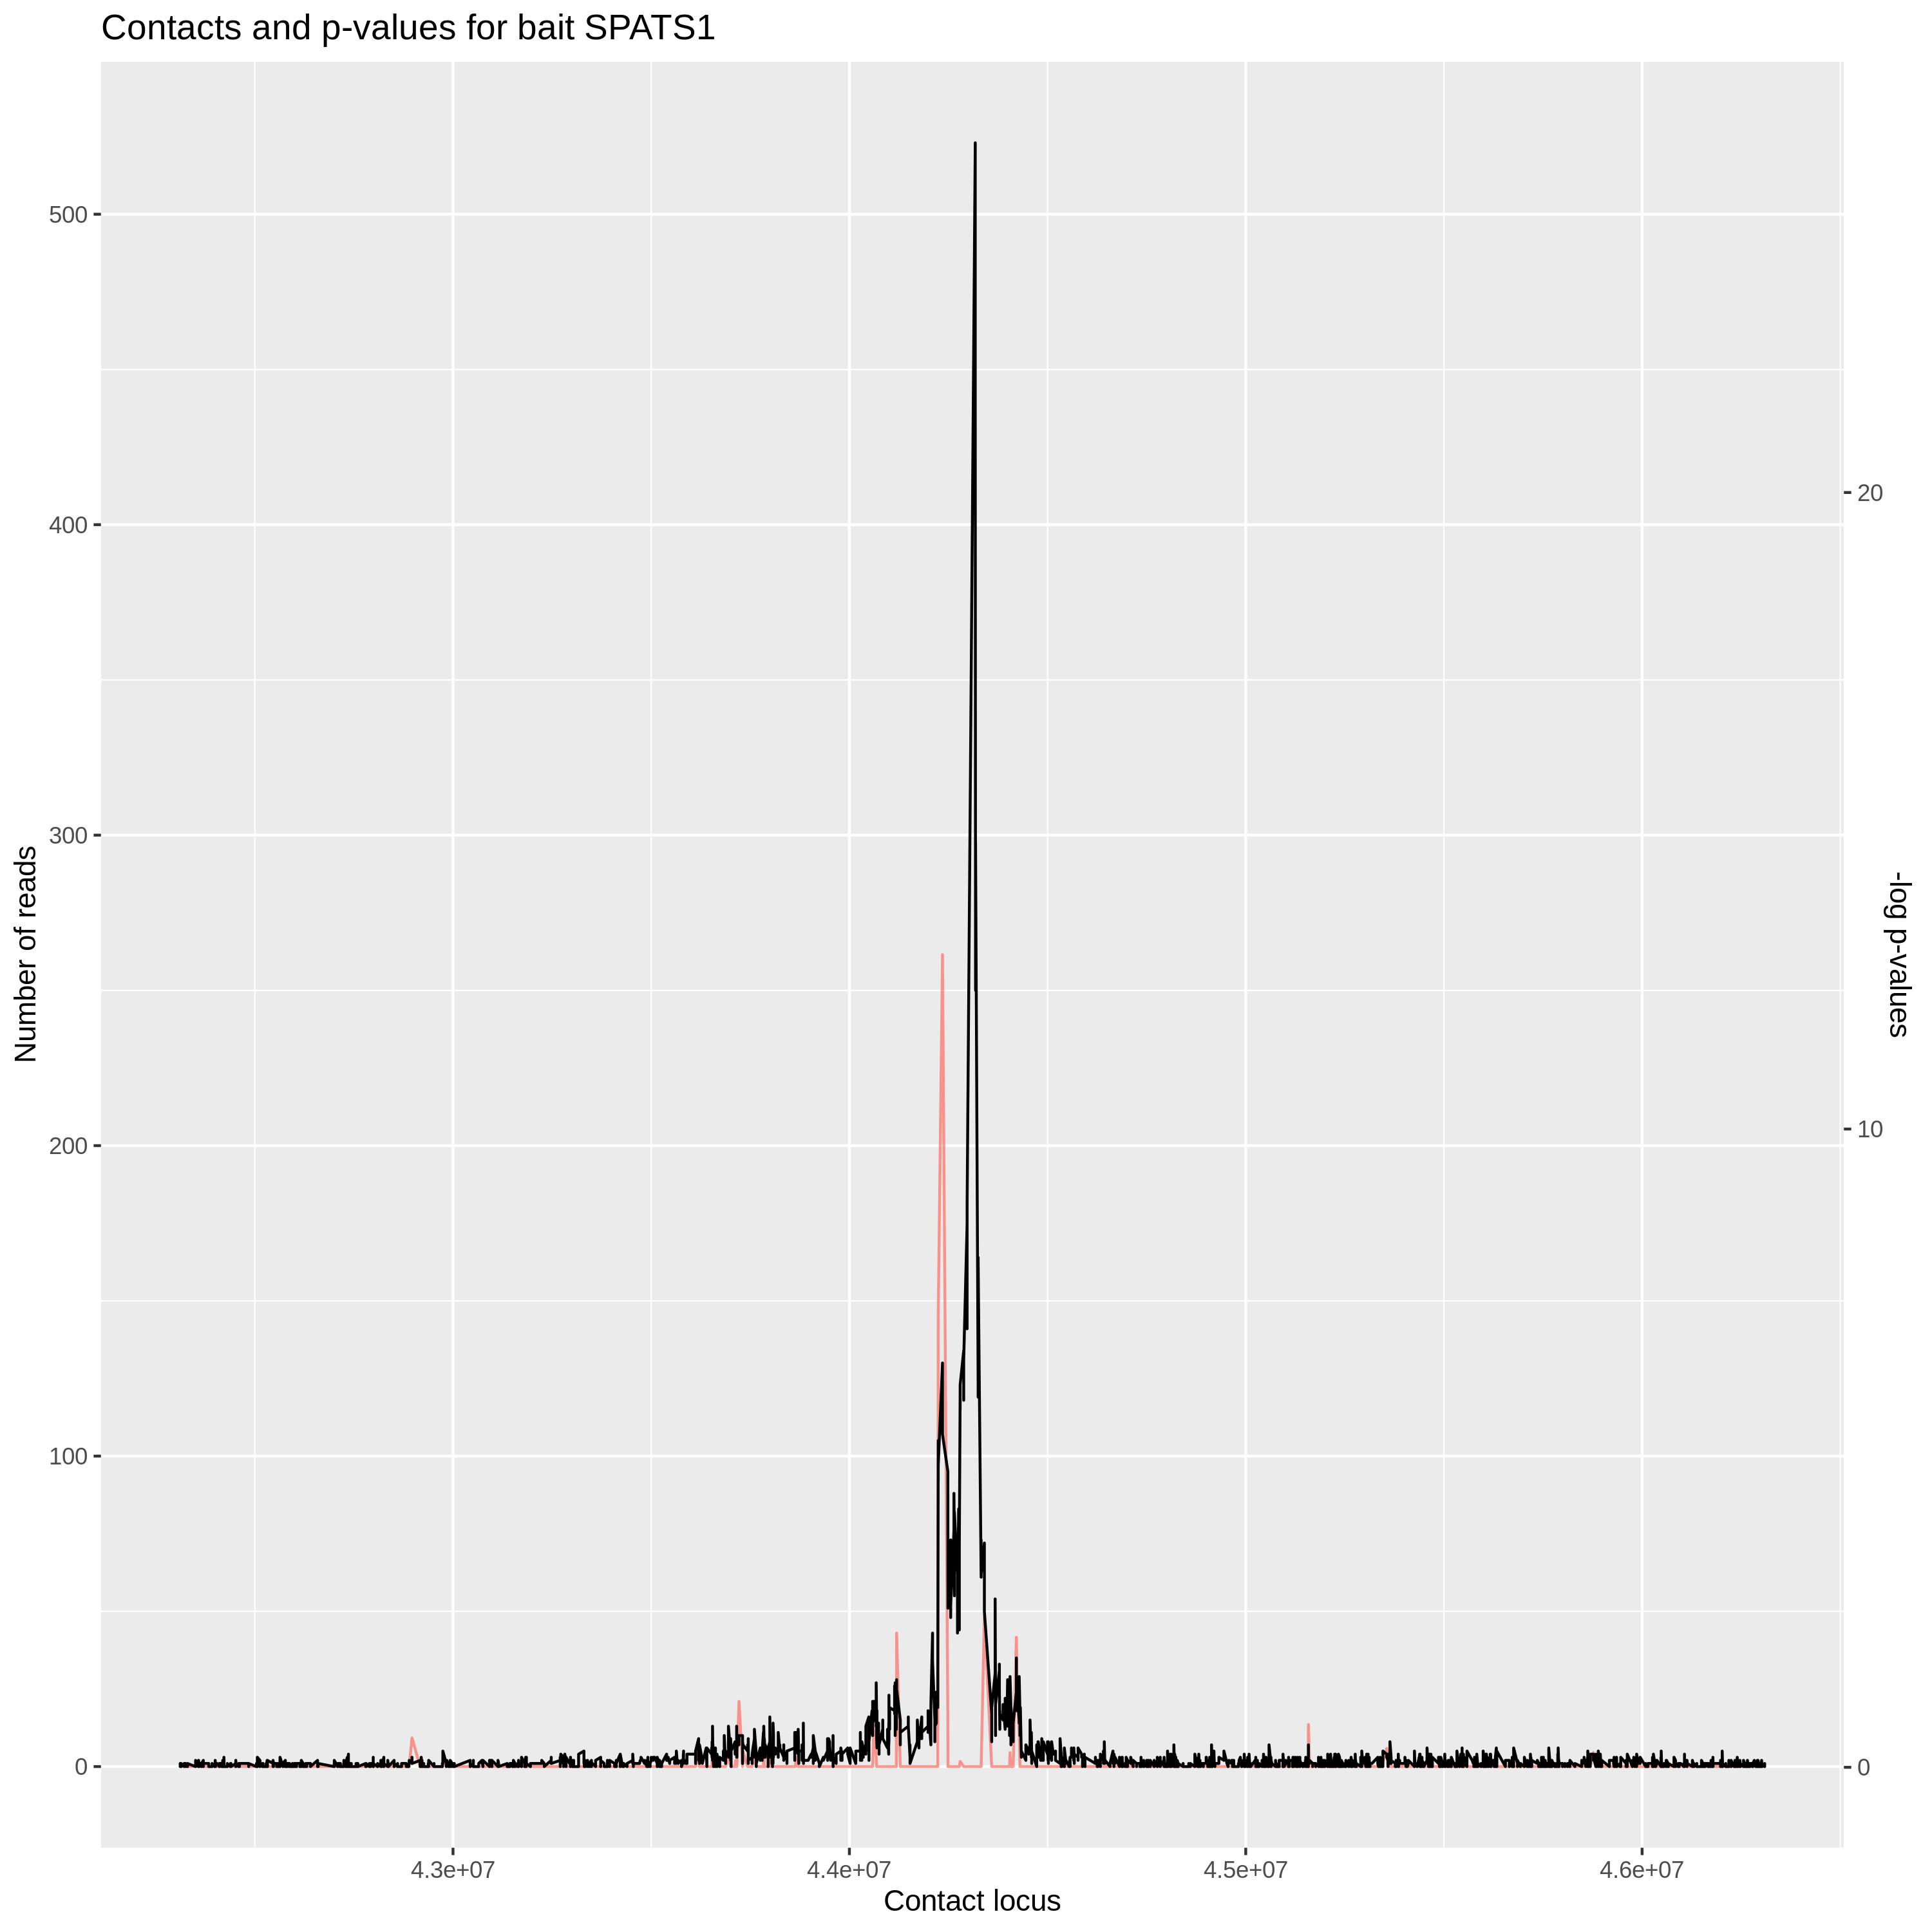 Contacts and p-values for bait SPATS1
500
400
300
200
100
0
Number of reads
20
10
0
-log p-values
4.3e+07
4.4e+07
4.5e+07
4.6e+07
Contact locus